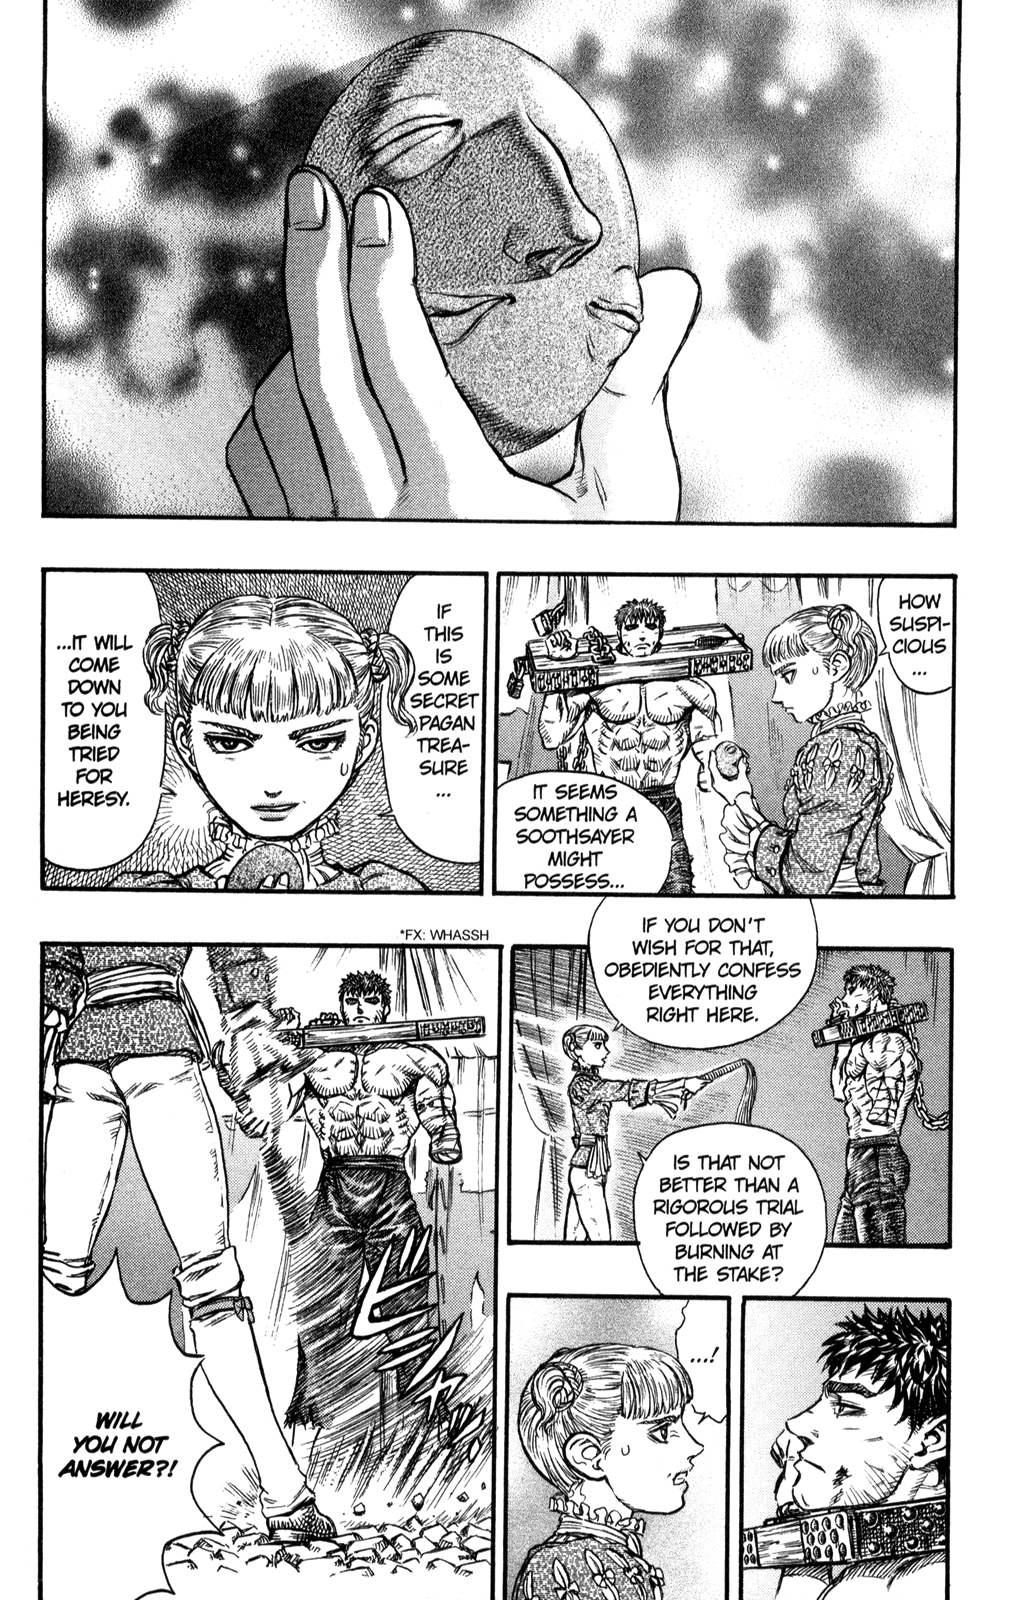 HOW
SUSPI-
CIOUS
...
IT SEEMS
SOMETHING A
SOOTHSAYER
MIGHT
POSSESS...
IF
THIS
IS
SOME
SECRET
PAGAN
TREA-
SURE
...
...IT WILL
COME
DOWN
TO YOU
BEING
TRIED
FOR
HERESY.
IF YOU DON'T
WISH FOR THAT,
OBEDIENTLY CONFESS
EVERYTHING
RIGHT HERE.
IS THAT NOT
BETTER THAN A
RIGOROUS TRIAL
FOLLOWED BY
BURNING AT
THE STAKE?
...!
*FX: WHASSH
ビシャ
WILL
YOU NOT
ANSWER?!